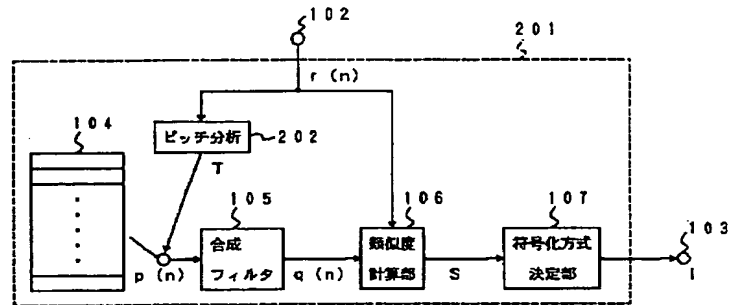 102
201
r (n)
104
ピッチ分析
202
T
105
106
107
103
合成
フィルタ
類似度
計算部
符号化方式
決定部
p (n)
q (n)
S
I